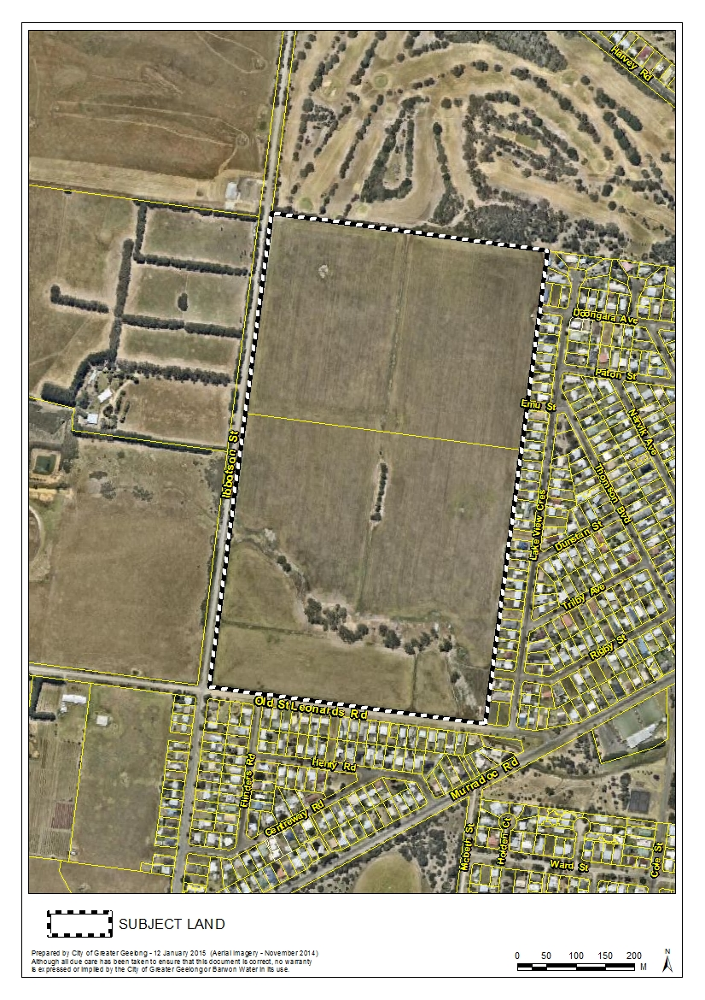 Harvey Rd
Doongara Ave
Paton St
Emu St
Narvik Ave
Ibbotson St
Thomson Blvd
Lake View Cres
Dunstan St
Trilby Ave
Rigby St
Old St Leonards Rd
Henty Rd
Flinders Rd
Murradoc Rd
Centreway Rd
Mcbeth St
Holden Ct
Ward St
Cole St
SUBJECT LAND
Prepared by City of Greater Geelong - 12 January 2015 (Aerial Imagery - November 2014)
Although all due care has been taken to ensure that this document is correct, no warranty
is expressed or implied by the City of Greater Geelong or Barwon Water in its use.
0 50 100 150 200
M
N